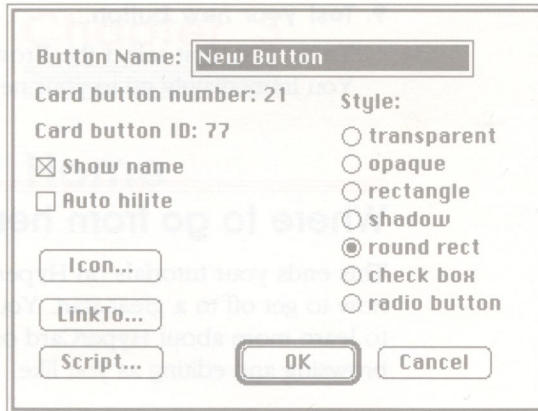 Button Name: New Button
Card button number: 21
Card button ID: 77
Show name
Auto hilite
Style:
transparent
opaque
rectangle
shadow
round rect
check box
radio button
Icon...
LinkTo...
Script...
OK
Cancel